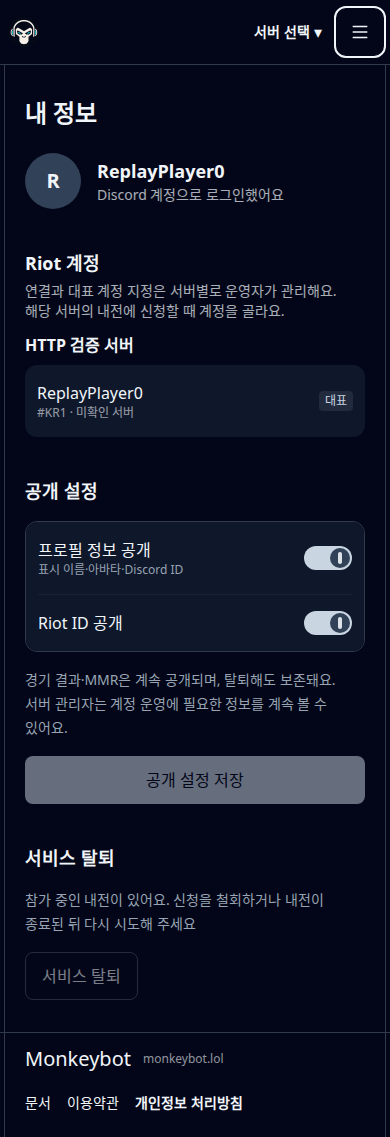 서버 선택 ▾
내 정보
R
ReplayPlayer0
Discord 계정으로 로그인했어요
Riot 계정
연결과 대표 계정 지정은 서버별로 운영자가 관리해요.
해당 서버의 내전에 신청할 때 계정을 골라요.
HTTP 검증 서버
ReplayPlayer0
#KR1 · 미확인 서버
대표
공개 설정
프로필 정보 공개
표시 이름·아바타·Discord ID
Riot ID 공개
경기 결과·MMR은 계속 공개되며, 탈퇴해도 보존돼요.
서버 관리자는 계정 운영에 필요한 정보를 계속 볼 수
있어요.
공개 설정 저장
서비스 탈퇴
참가 중인 내전이 있어요. 신청을 철회하거나 내전이
종료된 뒤 다시 시도해 주세요
서비스 탈퇴
Monkeybot monkeybot.lol
문서 이용약관 개인정보 처리방침